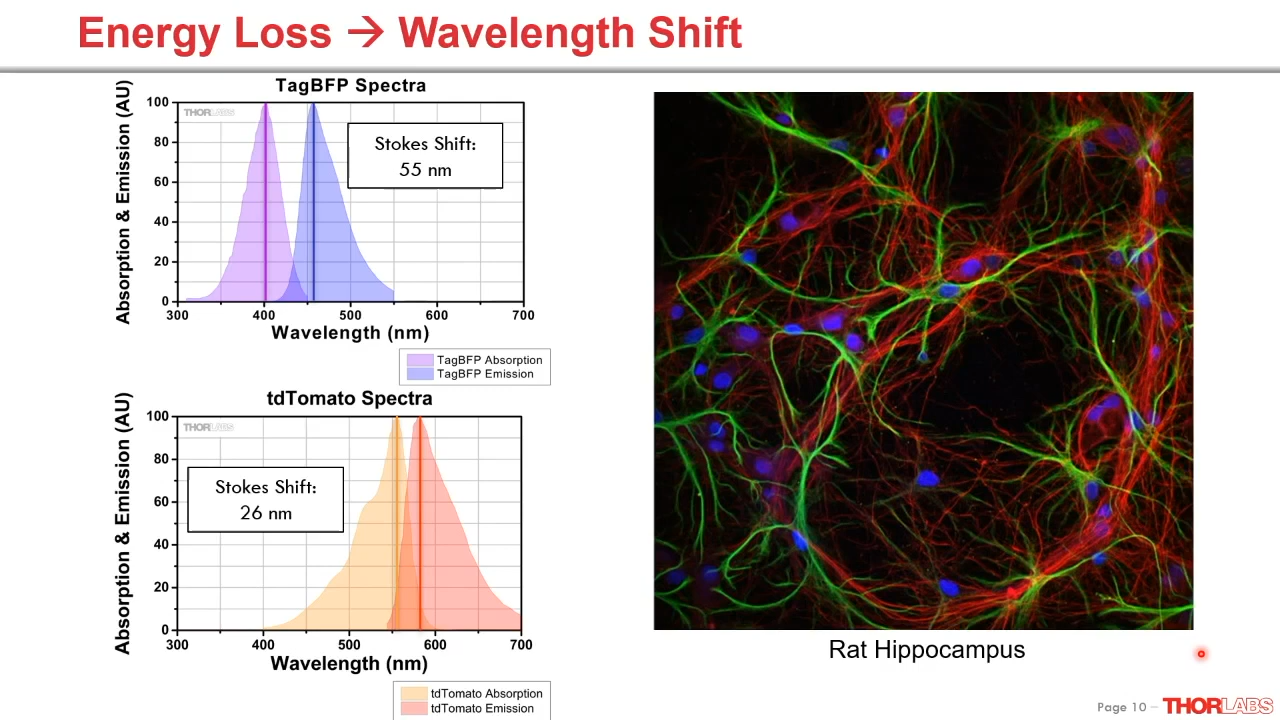 Energy Loss → Wavelength Shift
TagBFP Spectra
THORLABS
Absorption & Emission (AU)
100
80
60
40
20
0
Stokes Shift:
55 nm
300 400 500 600 700
Wavelength (nm)
TagBFP Absorption
TagBFP Emission
tdTomato Spectra
THORLABS
Absorption & Emission (AU)
100
80
60
40
20
0
Stokes Shift:
26 nm
300 400 500 600 700
Wavelength (nm)
tdTomato Absorption
tdTomato Emission
Rat Hippocampus
Page 10 – THORLABS